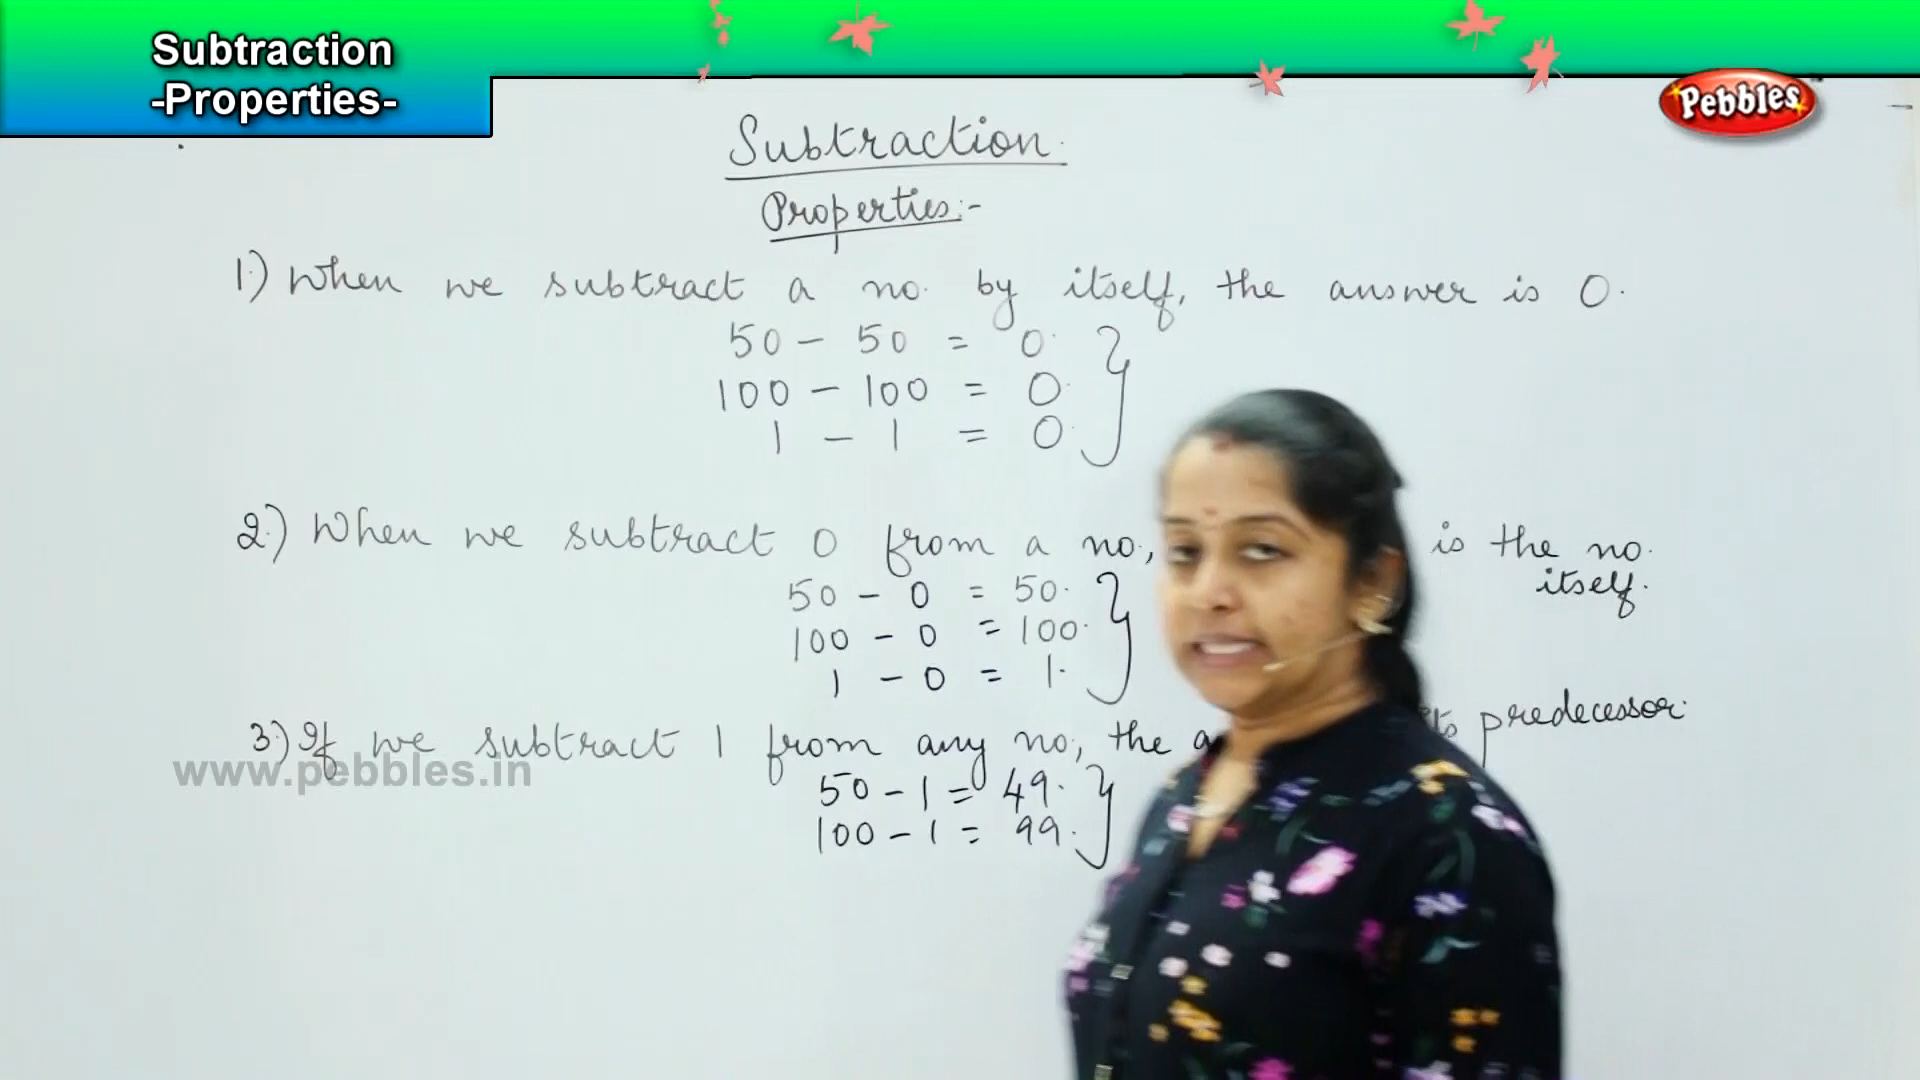 Subtraction
-Properties-
Pebbles
Subtraction.
Properties:-
1.) When we subtract a no. by itself, the answer is 0.
50 - 50 = 0.
100 - 100 = 0.
1 - 1 = 0.
2.) When we subtract 0 from a no., is the no.
itself.
50 - 0 = 50.
100 - 0 = 100.
1 - 0 = 1.
3.) If we subtract 1 from any no., the predecessor.
www.pebbles.in
50 - 1 = 49.
100 - 1 = 99.